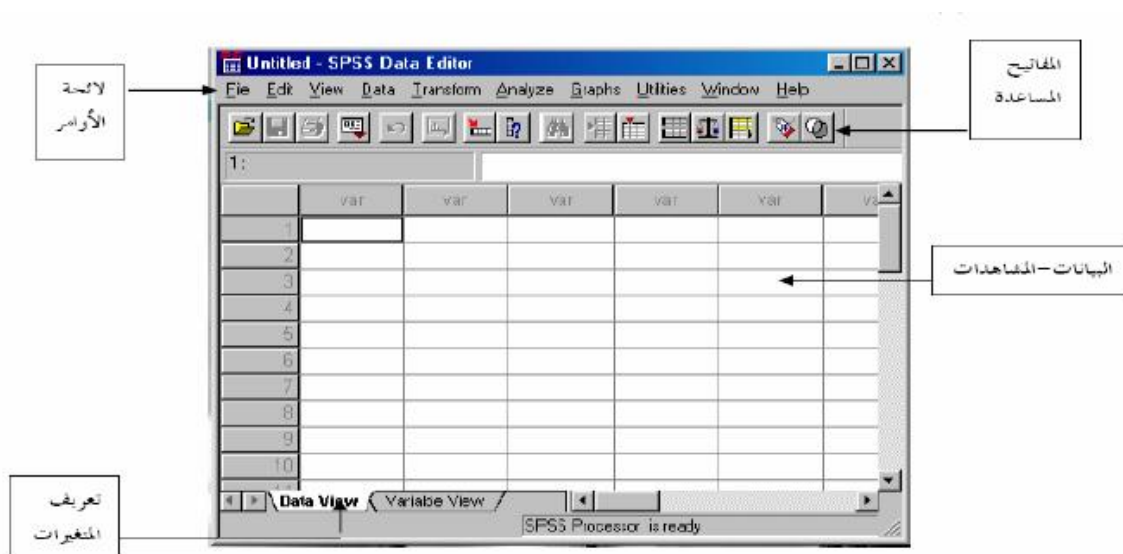 Untitled - SPSS Data Editor
File Edit View Data Transform Analyze Graphs Utilities Window Help
1:
var var var var var va
1
2
3
4
5
6
7
8
9
10
Data View Variable View
SPSS Processor is ready
لائحة
الأوامر
المفاتيح
المساعدة
البيانات-المشاهدات
تعريف
المتغيرات